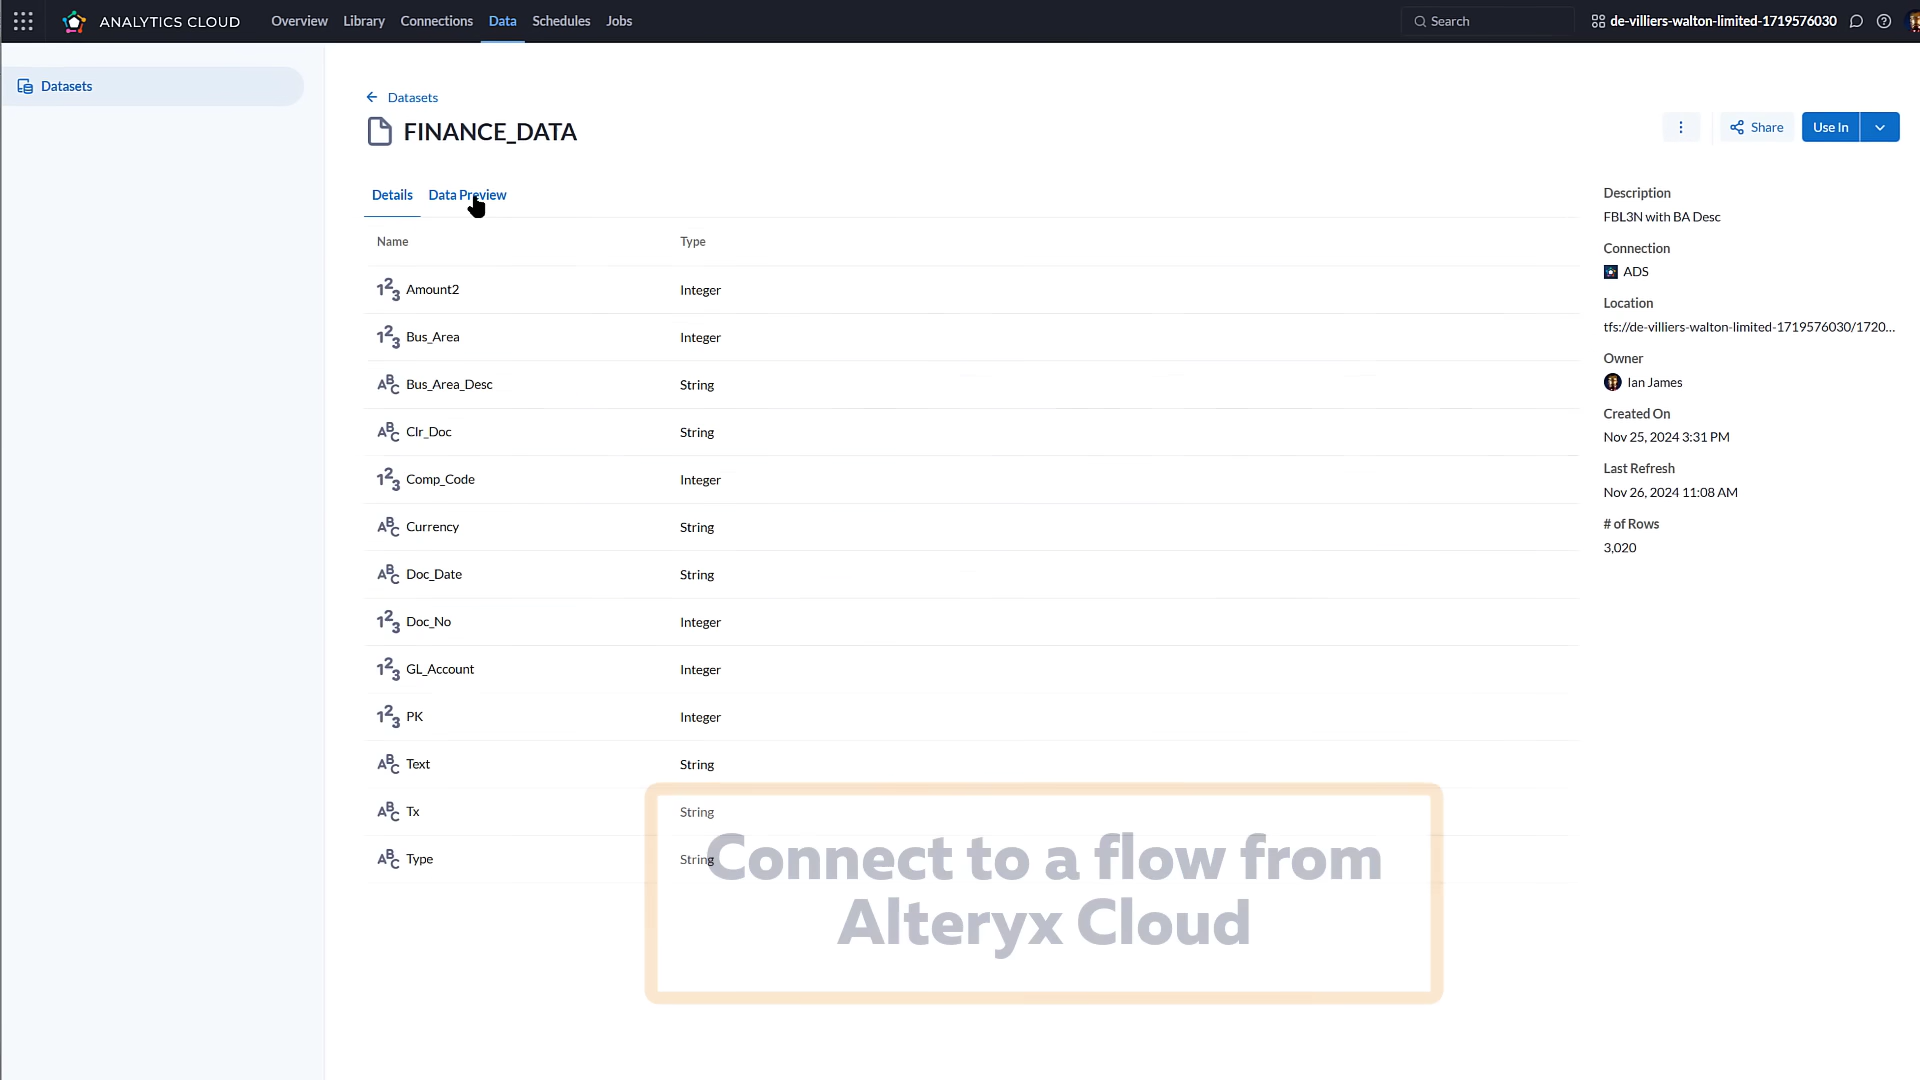 ANALYTICS CLOUD Overview Library Connections Data Schedules Jobs Search de-villiers-walton-limited-1719576030
Datasets
Datasets
FINANCE_DATA
Share Use In
Details Data Preview
Name Type
Amount2 Integer
Bus_Area Integer
Bus_Area_Desc String
Clr_Doc String
Comp_Code Integer
Currency String
Doc_Date String
Doc_No Integer
GL_Account Integer
PK Integer
Text String
Tx String
Type String
Description
FBL3N with BA Desc
Connection
ADS
Location
tfs://de-villiers-walton-limited-1719576030/1720...
Owner
Ian James
Created On
Nov 25, 2024 3:31 PM
Last Refresh
Nov 26, 2024 11:08 AM
# of Rows
3,020
Connect to a flow from
Alteryx Cloud